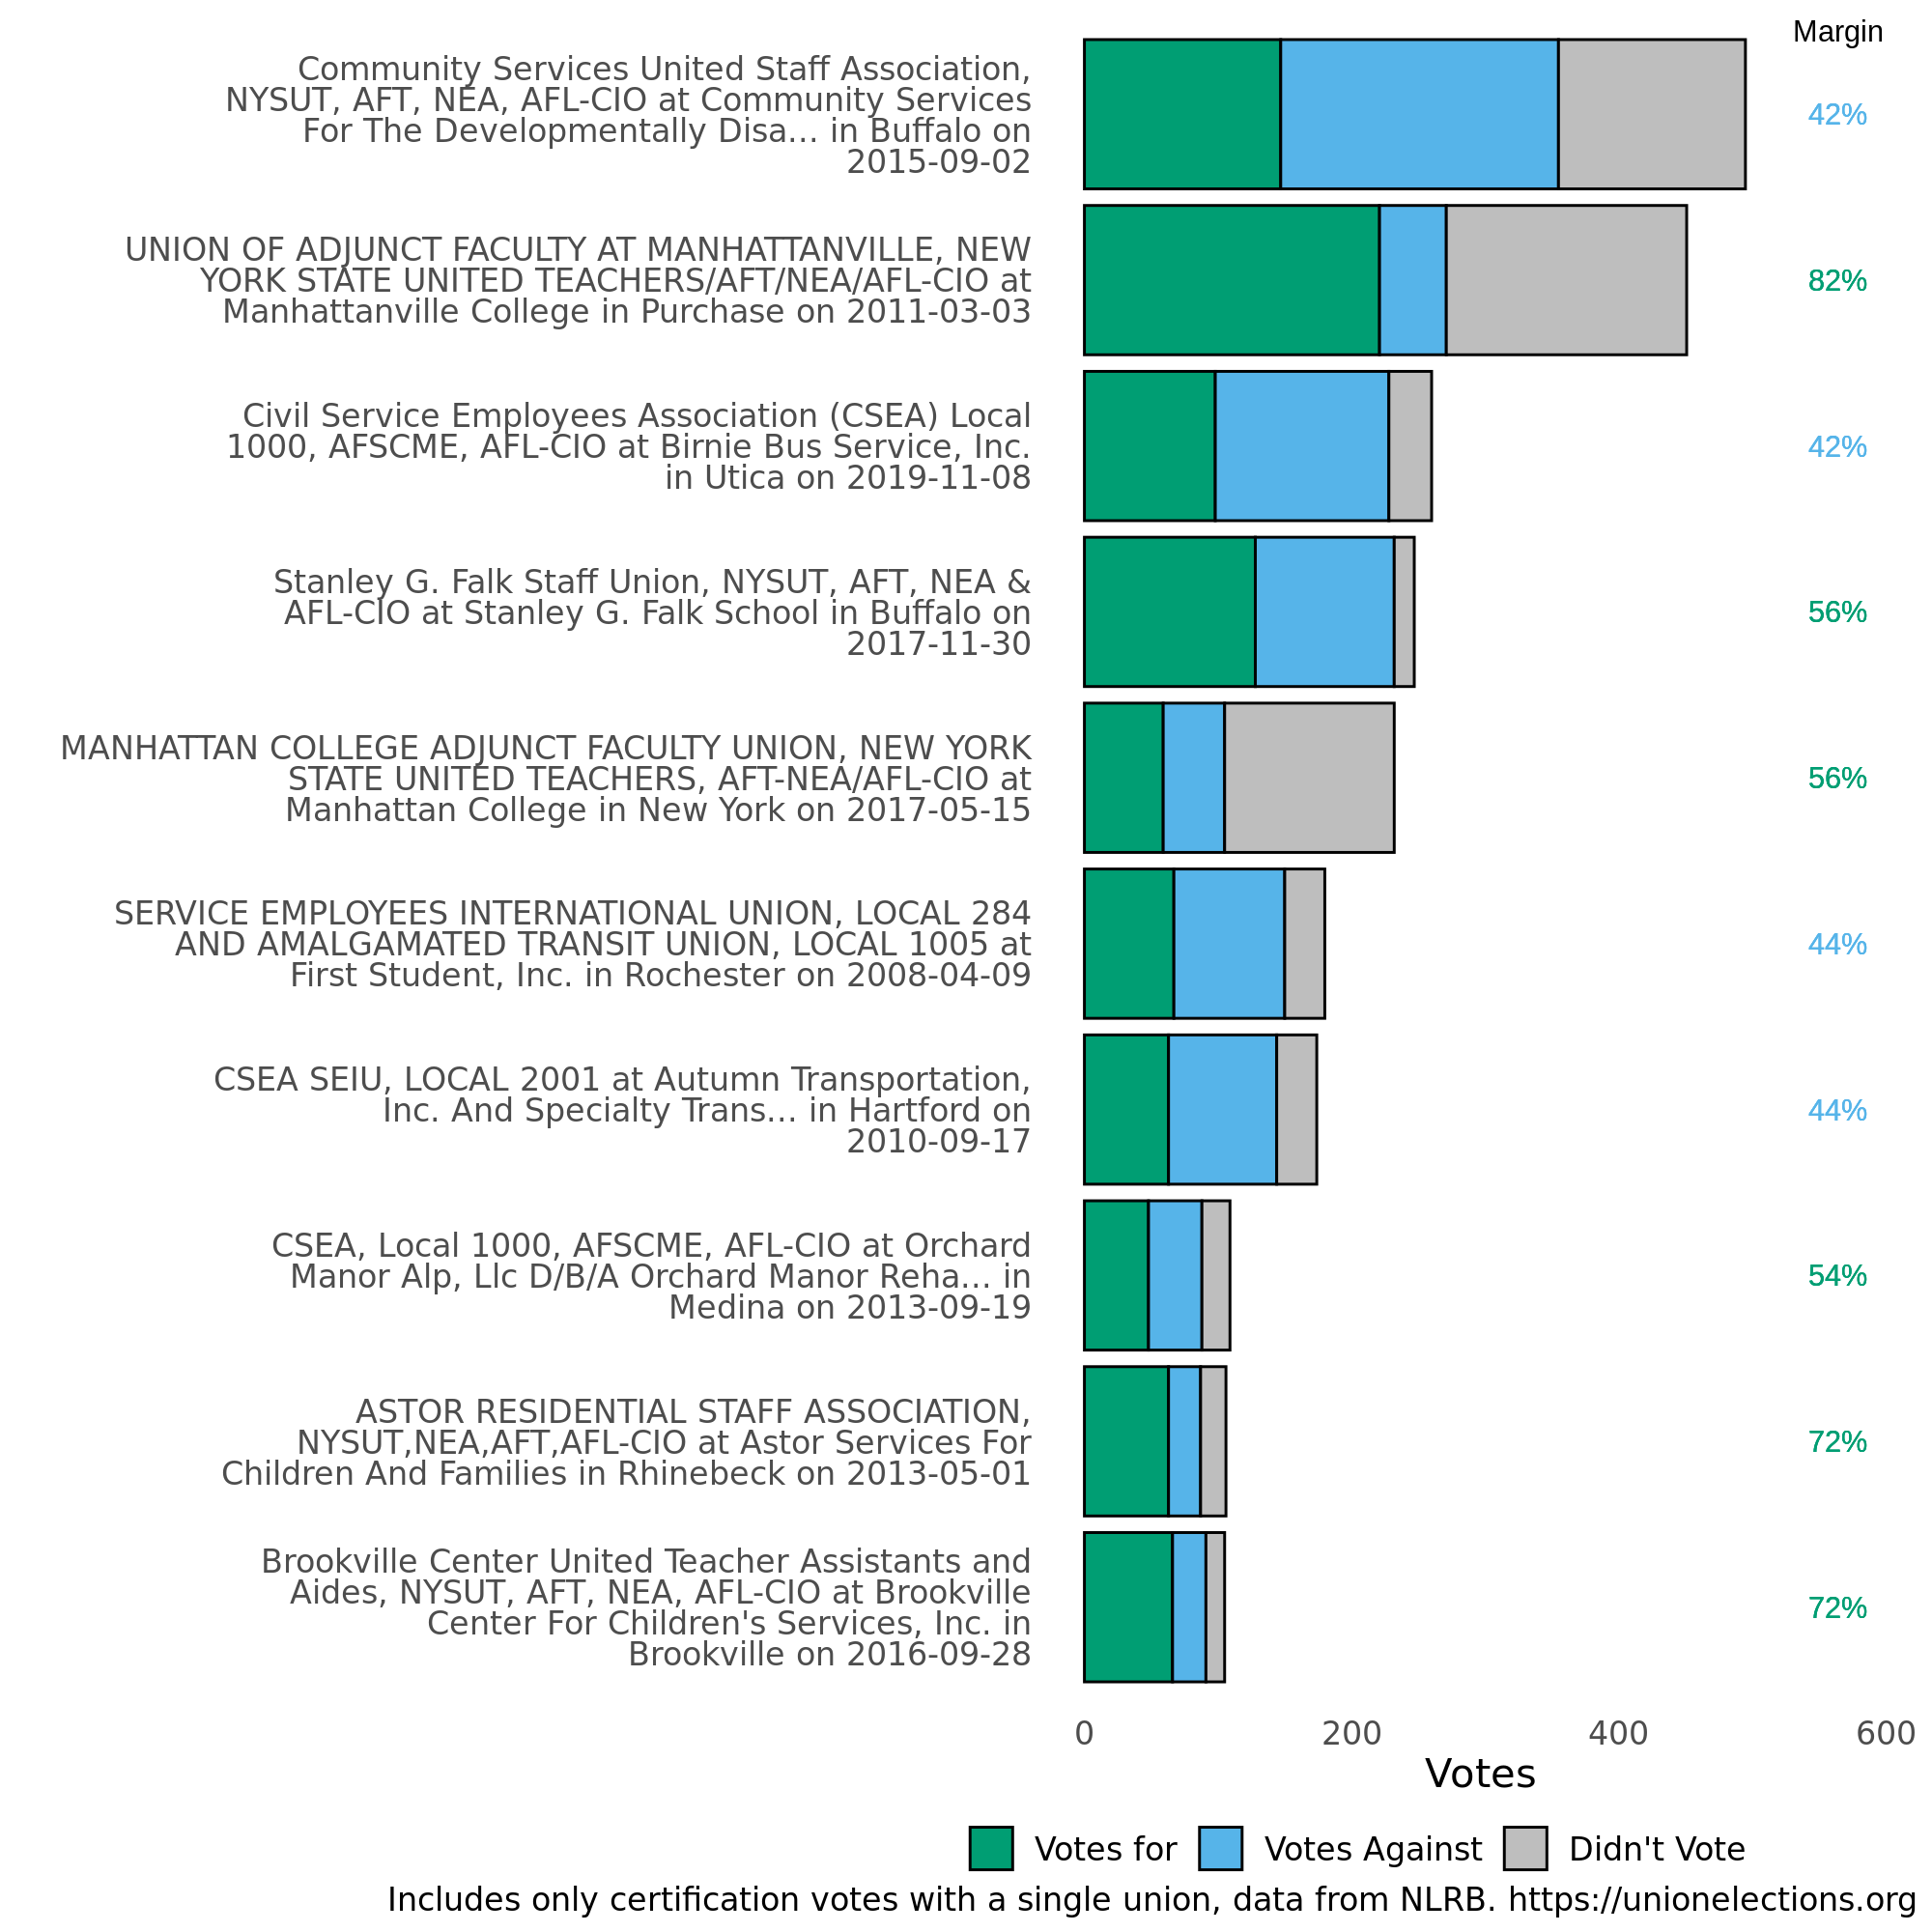 Margin
Community Services United Staff Association,
NYSUT, AFT, NEA, AFL-CIO at Community Services
For The Developmentally Disa... in Buffalo on
2015-09-02
42%
UNION OF ADJUNCT FACULTY AT MANHATTANVILLE, NEW
YORK STATE UNITED TEACHERS/AFT/NEA/AFL-CIO at
Manhattanville College in Purchase on 2011-03-03
82%
Civil Service Employees Association (CSEA) Local
1000, AFSCME, AFL-CIO at Birnie Bus Service, Inc.
in Utica on 2019-11-08
42%
Stanley G. Falk Staff Union, NYSUT, AFT, NEA &
AFL-CIO at Stanley G. Falk School in Buffalo on
2017-11-30
56%
MANHATTAN COLLEGE ADJUNCT FACULTY UNION, NEW YORK
STATE UNITED TEACHERS, AFT-NEA/AFL-CIO at
Manhattan College in New York on 2017-05-15
56%
SERVICE EMPLOYEES INTERNATIONAL UNION, LOCAL 284
AND AMALGAMATED TRANSIT UNION, LOCAL 1005 at
First Student, Inc. in Rochester on 2008-04-09
44%
CSEA SEIU, LOCAL 2001 at Autumn Transportation,
Inc. And Specialty Trans... in Hartford on
2010-09-17
44%
CSEA, Local 1000, AFSCME, AFL-CIO at Orchard
Manor Alp, Llc D/B/A Orchard Manor Reha... in
Medina on 2013-09-19
54%
ASTOR RESIDENTIAL STAFF ASSOCIATION,
NYSUT,NEA,AFT,AFL-CIO at Astor Services For
Children And Families in Rhinebeck on 2013-05-01
72%
Brookville Center United Teacher Assistants and
Aides, NYSUT, AFT, NEA, AFL-CIO at Brookville
Center For Children's Services, Inc. in
Brookville on 2016-09-28
72%
0 200 400 600
Votes
Votes for Votes Against Didn't Vote
Includes only certification votes with a single union, data from NLRB. https://unionelections.org